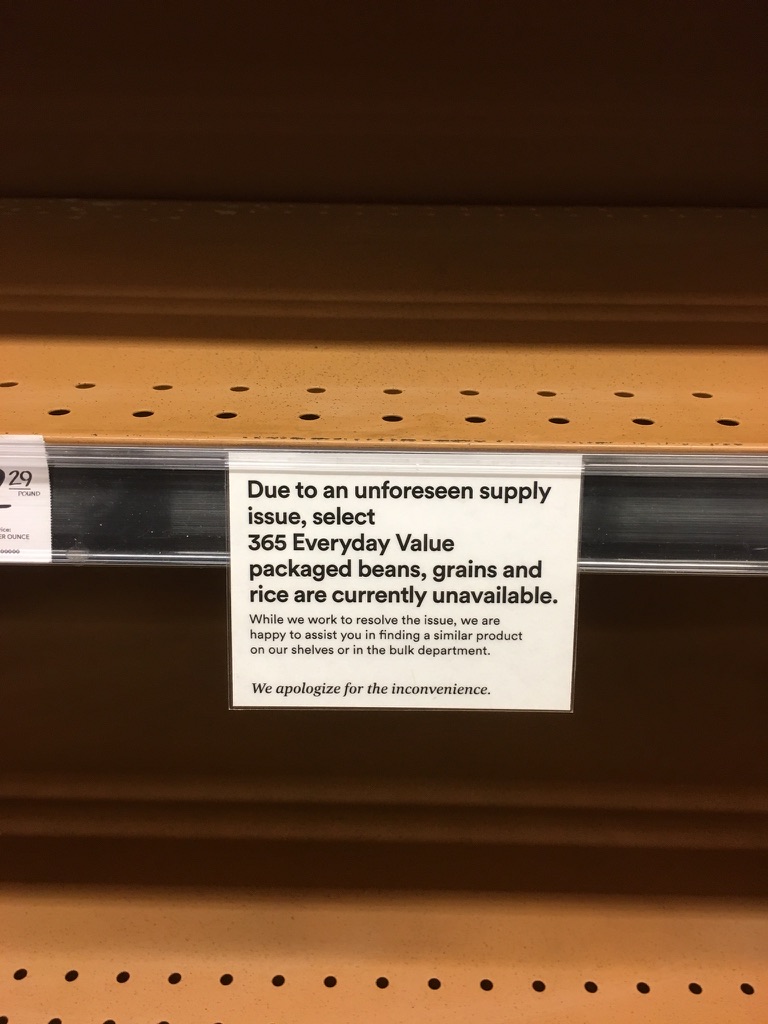 29
POUND
ER OUNCE
Due to an unforeseen supply
issue, select
365 Everyday Value
packaged beans, grains and
rice are currently unavailable.
While we work to resolve the issue, we are
happy to assist you in finding a similar product
on our shelves or in the bulk department.
We apologize for the inconvenience.